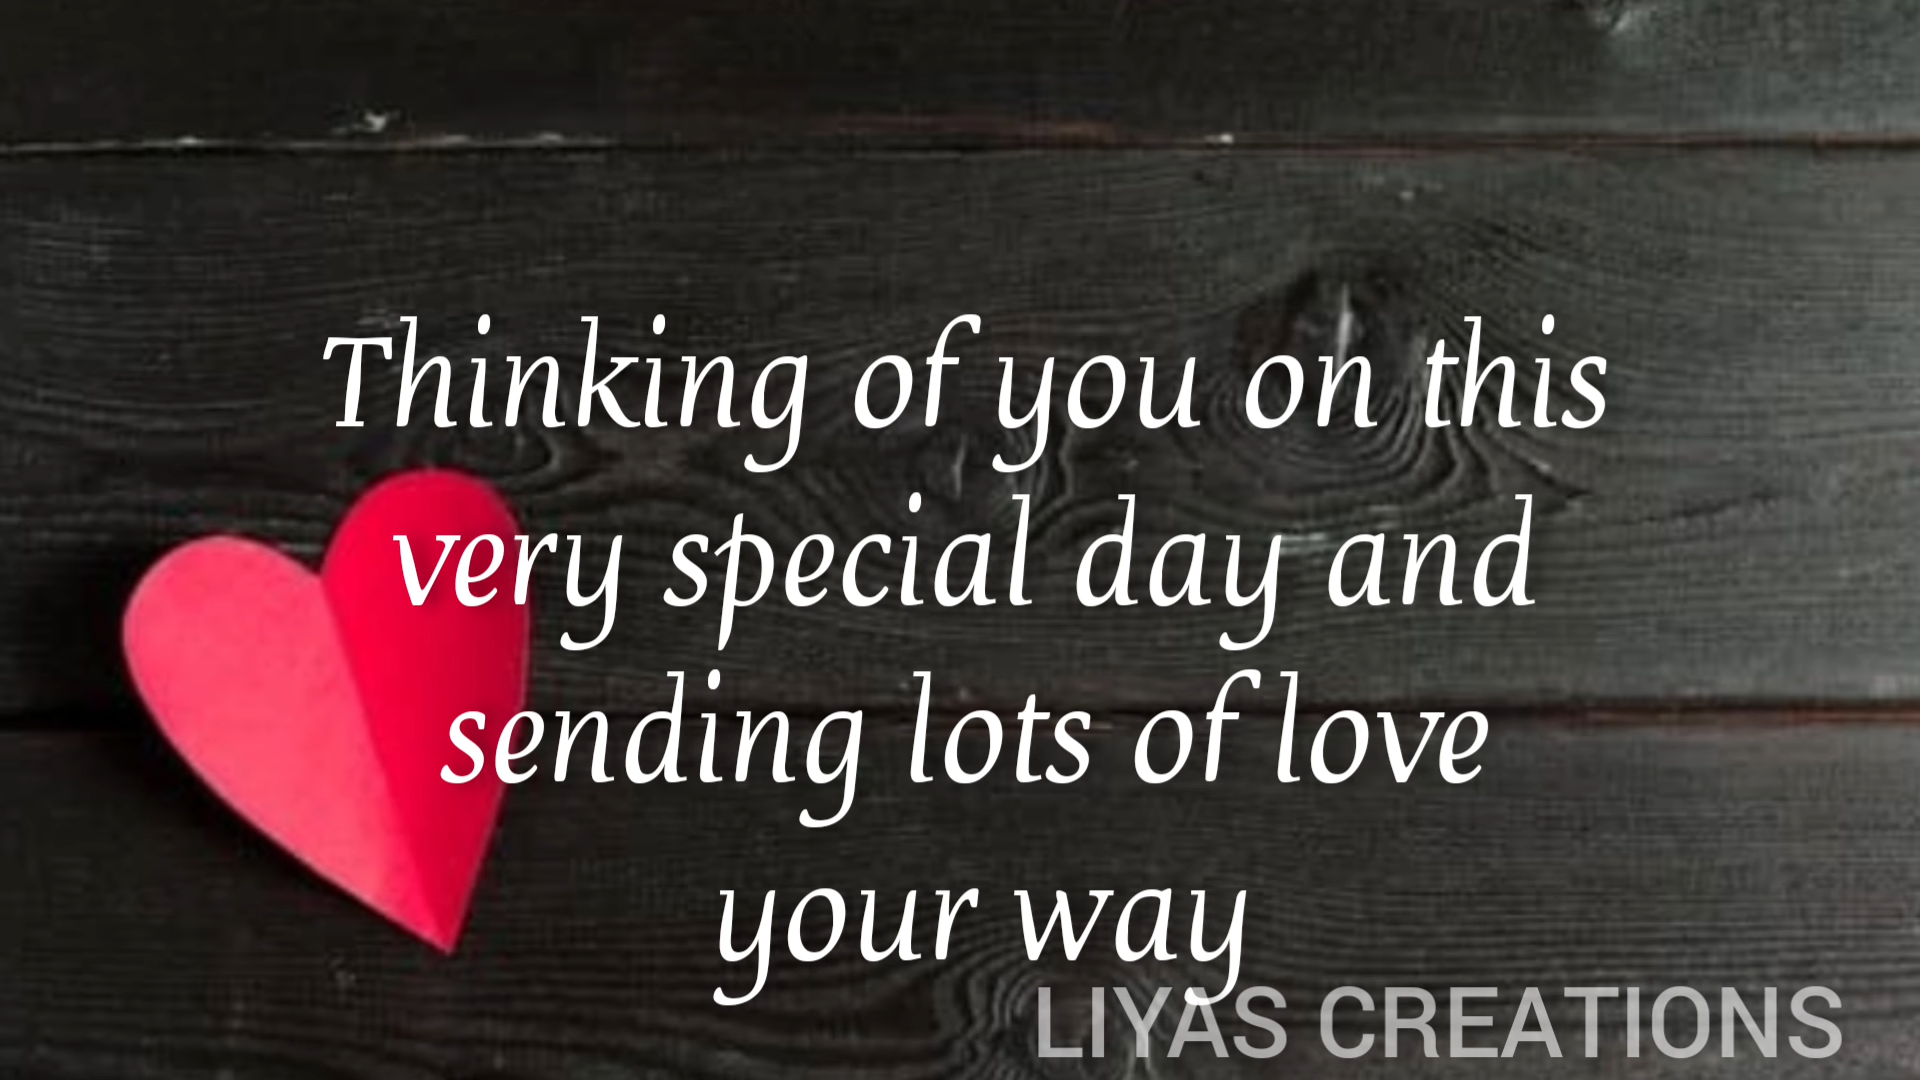 Thinking of you on this
very special day and
sending lots of love
your way
LIYAS CREATIONS